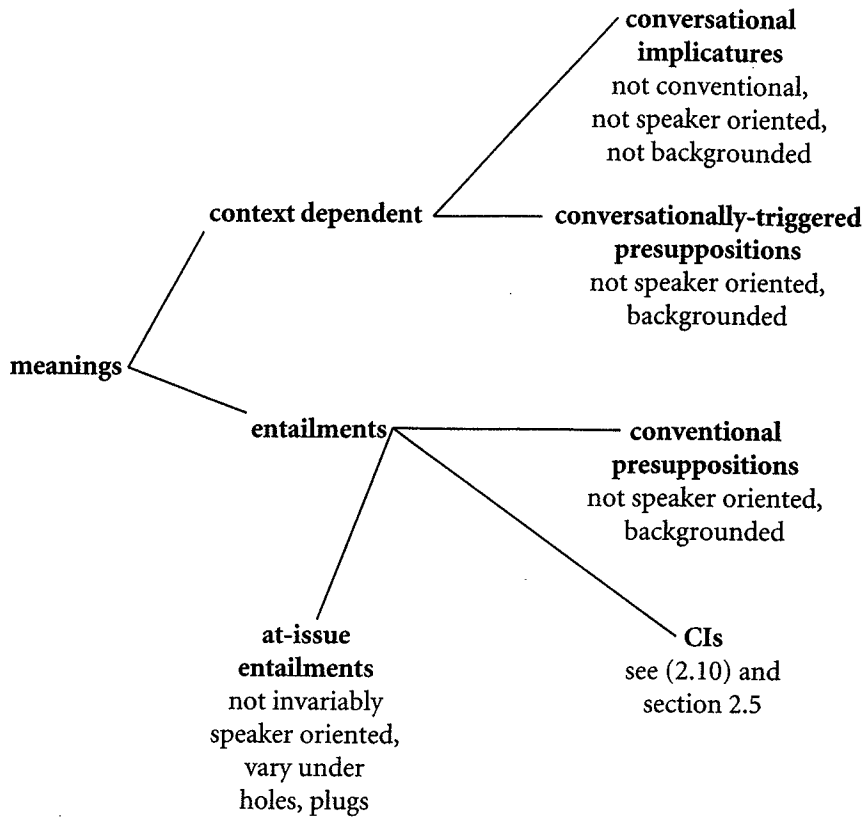 conversational
implicatures
not conventional,
not speaker oriented,
not backgrounded
context dependent
conversationally-triggered
presuppositions
not speaker oriented,
backgrounded
meanings
entailments
conventional
presuppositions
not speaker oriented,
backgrounded
at-issue
entailments
not invariably
speaker oriented,
vary under
holes, plugs
CIs
see (2.10) and
section 2.5